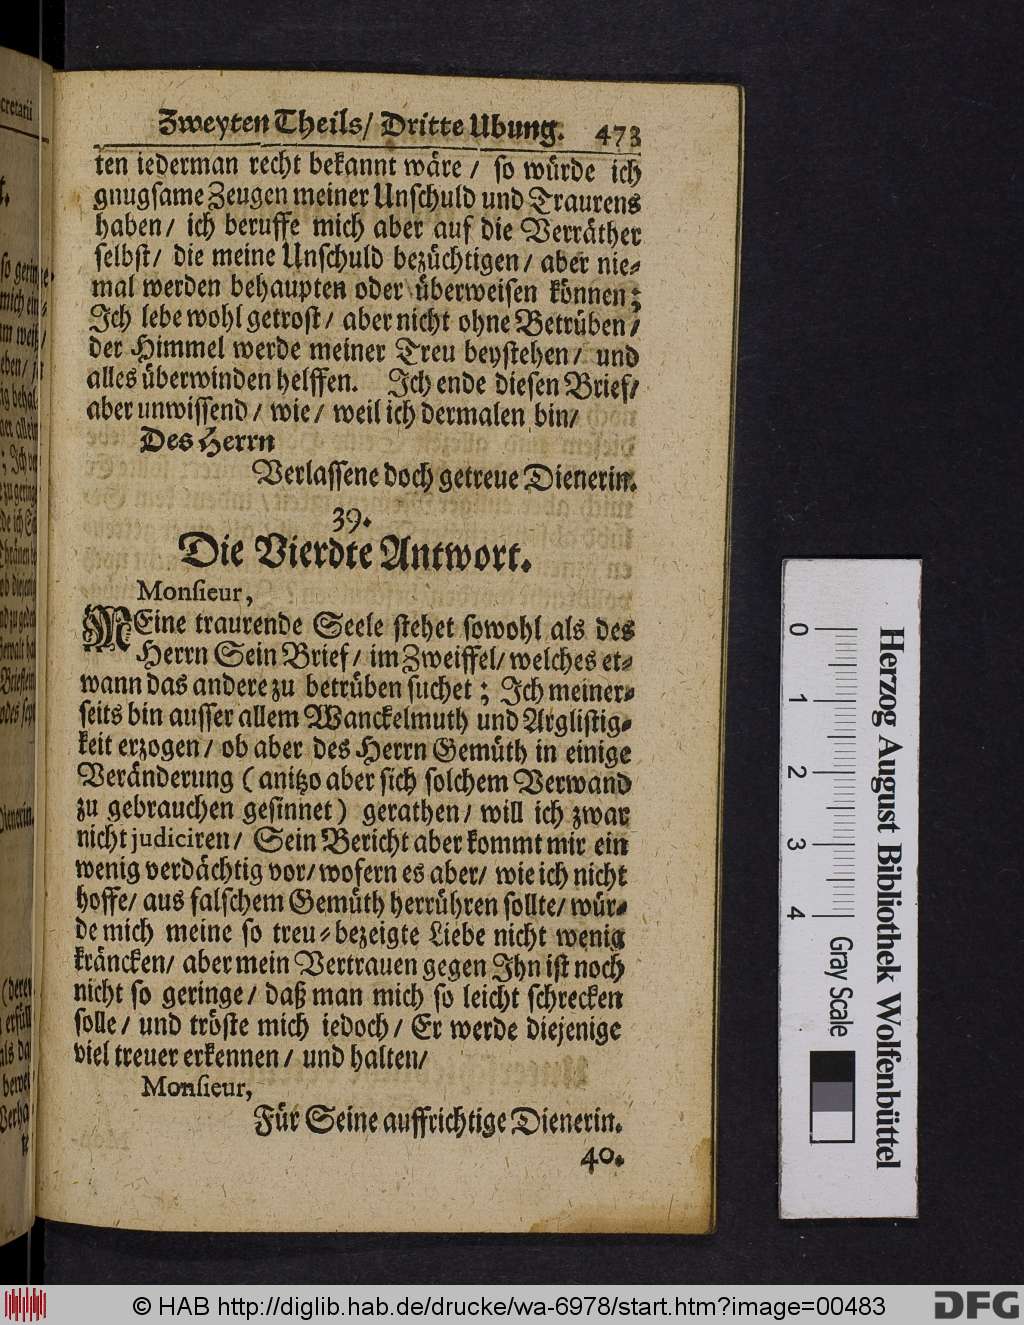 Zweyten Theils/ Dritte Ubung. 473
ten iederman recht bekannt wäre / so würde ich
gnugsame Zeugen meiner Unschuld und Traurens
haben/ ich beruffe mich aber auf die Verräther
selbst/ die meine Unschuld bezüchtigen/ aber nie-
mal werden behaupten oder überweisen können;
Ich lebe wohl getrost/ aber nicht ohne Betrüben/
der Himmel werde meiner Treu beystehen/ und
alles überwinden helffen. Ich ende diesen Brief/
aber unwissend/ wie/ weil ich dermalen bin/
Des Herrn
Verlassene doch getreue Dienerin.
39.
Die Vierdte Antwort.
Monsieur,
MEine traurende Seele stehet sowohl als des
Herrn Sein Brief/ im Zweiffel/ welches et-
wann das andere zu betrüben suchet; Ich meiner-
seits bin ausser allem Wanckelmuth und Arglistig-
keit erzogen/ ob aber des Herrn Gemüth in einige
Veränderung (anitzo aber sich solchem Verwand
zu gebrauchen gesinnet) gerathen/ will ich zwar
nicht judiciren/ Sein Bericht aber kommt mir ein
wenig verdächtig vor/ wofern es aber/ wie ich nicht
hoffe/ aus falschem Gemüth herrühren sollte/ wür-
de mich meine so treu-bezeigte Liebe nicht wenig
kräncken/ aber mein Vertrauen gegen Ihn ist noch
nicht so geringe/ daß man mich so leicht schrecken
solle/ und tröste mich iedoch/ Er werde diejenige
viel treuer erkennen/ und halten/
Monsieur,
Für Seine auffrichtige Dienerin.
40.
0 1 2 3 4 Gray Scale
Herzog August Bibliothek Wolfenbüttel
© HAB http://diglib.hab.de/drucke/wa-6978/start.htm?image=00483
DFG